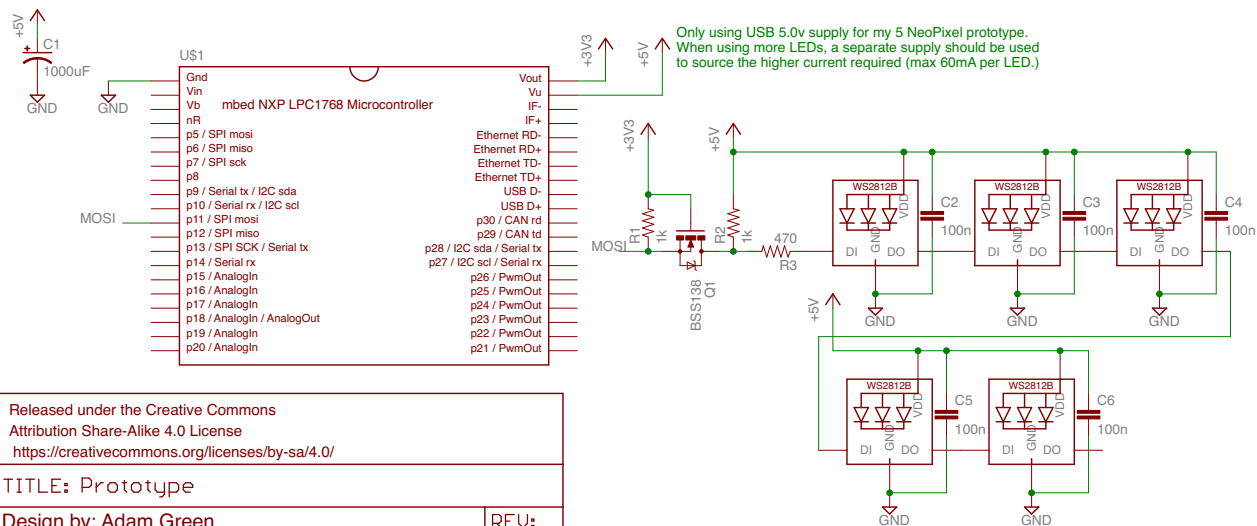 +5V
C1
1000uF
GND
GND
U$1
Gnd
Vin
Vb
nR
p5 / SPI mosi
p6 / SPI miso
p7 / SPI sck
p8
p9 / Serial tx / I2C sda
p10 / Serial rx / I2C scl
p11 / SPI mosi
p12 / SPI miso
p13 / SPI SCK / Serial tx
p14 / Serial rx
p15 / AnalogIn
p16 / AnalogIn
p17 / AnalogIn
p18 / AnalogIn / AnalogOut
p19 / AnalogIn
p20 / AnalogIn
mbed NXP LPC1768 Microcontroller
Vout
Vu
IF-
IF+
Ethernet RD-
Ethernet RD+
Ethernet TD-
Ethernet TD+
USB D-
USB D+
p30 / CAN rd
p29 / CAN td
p28 / I2C sda / Serial tx
p27 / I2C scl / Serial rx
p26 / PwmOut
p25 / PwmOut
p24 / PwmOut
p23 / PwmOut
p22 / PwmOut
p21 / PwmOut
MOSI
+3V3
+5V
Only using USB 5.0v supply for my 5 NeoPixel prototype.
When using more LEDs, a separate supply should be used
to source the higher current required (max 60mA per LED.)
+3V3
+5V
R1
1k
R2
1k
MOSI
BSS138
Q1
470
R3
WS2812B
VDD
GND
DI
DO
C2
100n
GND
WS2812B
VDD
GND
DI
DO
C3
100n
GND
WS2812B
VDD
GND
DI
DO
C4
100n
GND
+5V
WS2812B
VDD
GND
DI
DO
C5
100n
GND
WS2812B
VDD
GND
DI
DO
C6
100n
GND
Released under the Creative Commons
Attribution Share-Alike 4.0 License
https://creativecommons.org/licenses/by-sa/4.0/
TITLE: Prototype
Design by: Adam Green
REV: